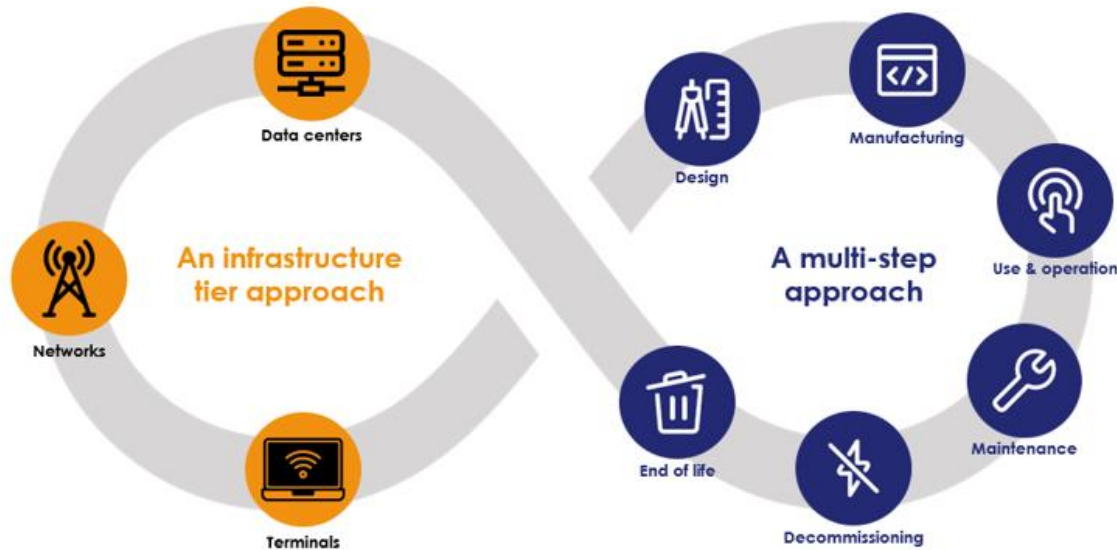 Data centers
Networks
An infrastructure
tier approach
Terminals
Design
</>
Manufacturing
Use & operation
A multi-step
approach
Maintenance
Decommissioning
End of life